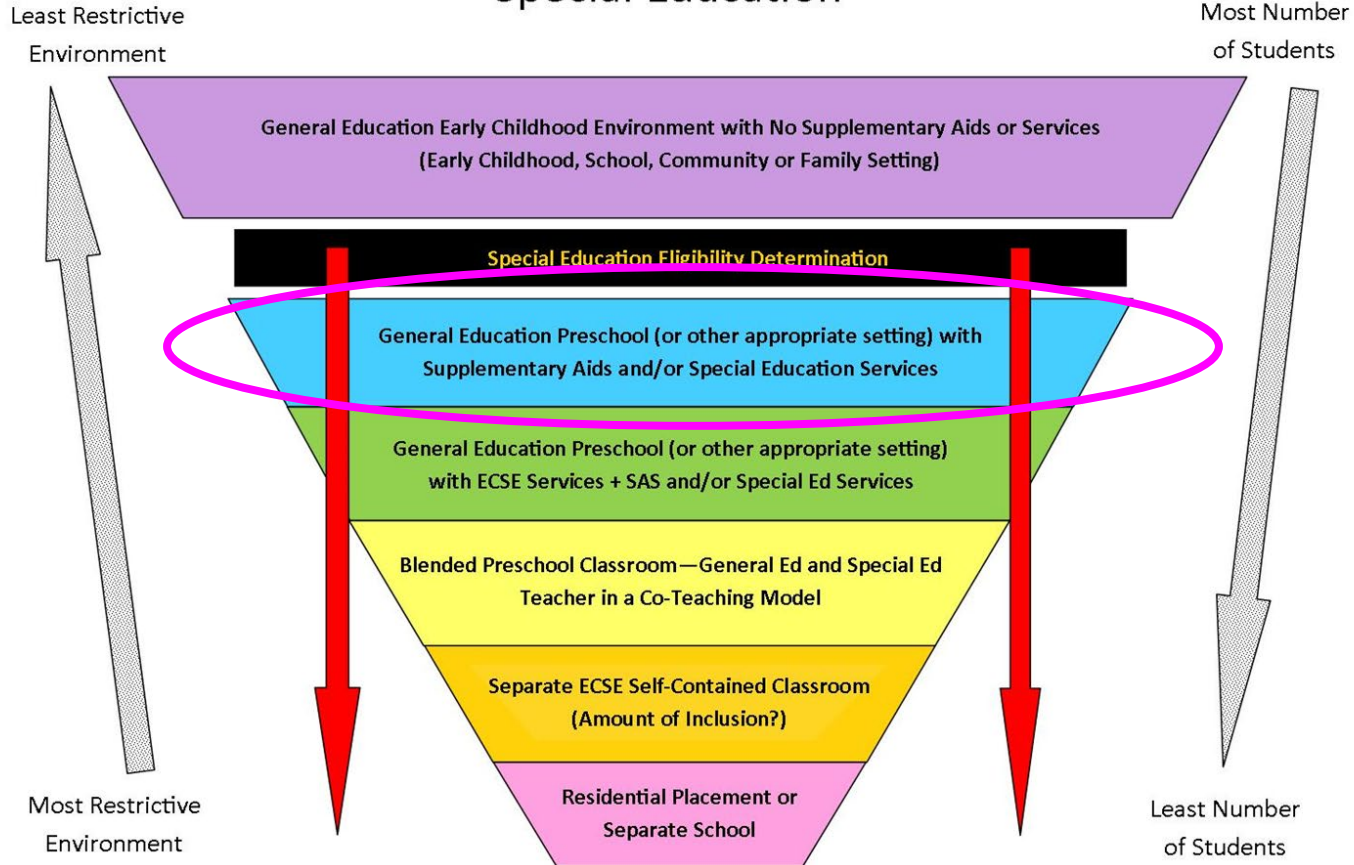 Special Education
Least Restrictive
Environment
Most Number
of Students
General Education Early Childhood Environment with No Supplementary Aids or Services
(Early Childhood, School, Community or Family Setting)
Special Education Eligibility Determination
General Education Preschool (or other appropriate setting) with
Supplementary Aids and/or Special Education Services
General Education Preschool (or other appropriate setting)
with ECSE Services + SAS and/or Special Ed Services
Blended Preschool Classroom—General Ed and Special Ed
Teacher in a Co-Teaching Model
Separate ECSE Self-Contained Classroom
(Amount of Inclusion?)
Residential Placement or
Separate School
Most Restrictive
Environment
Least Number
of Students